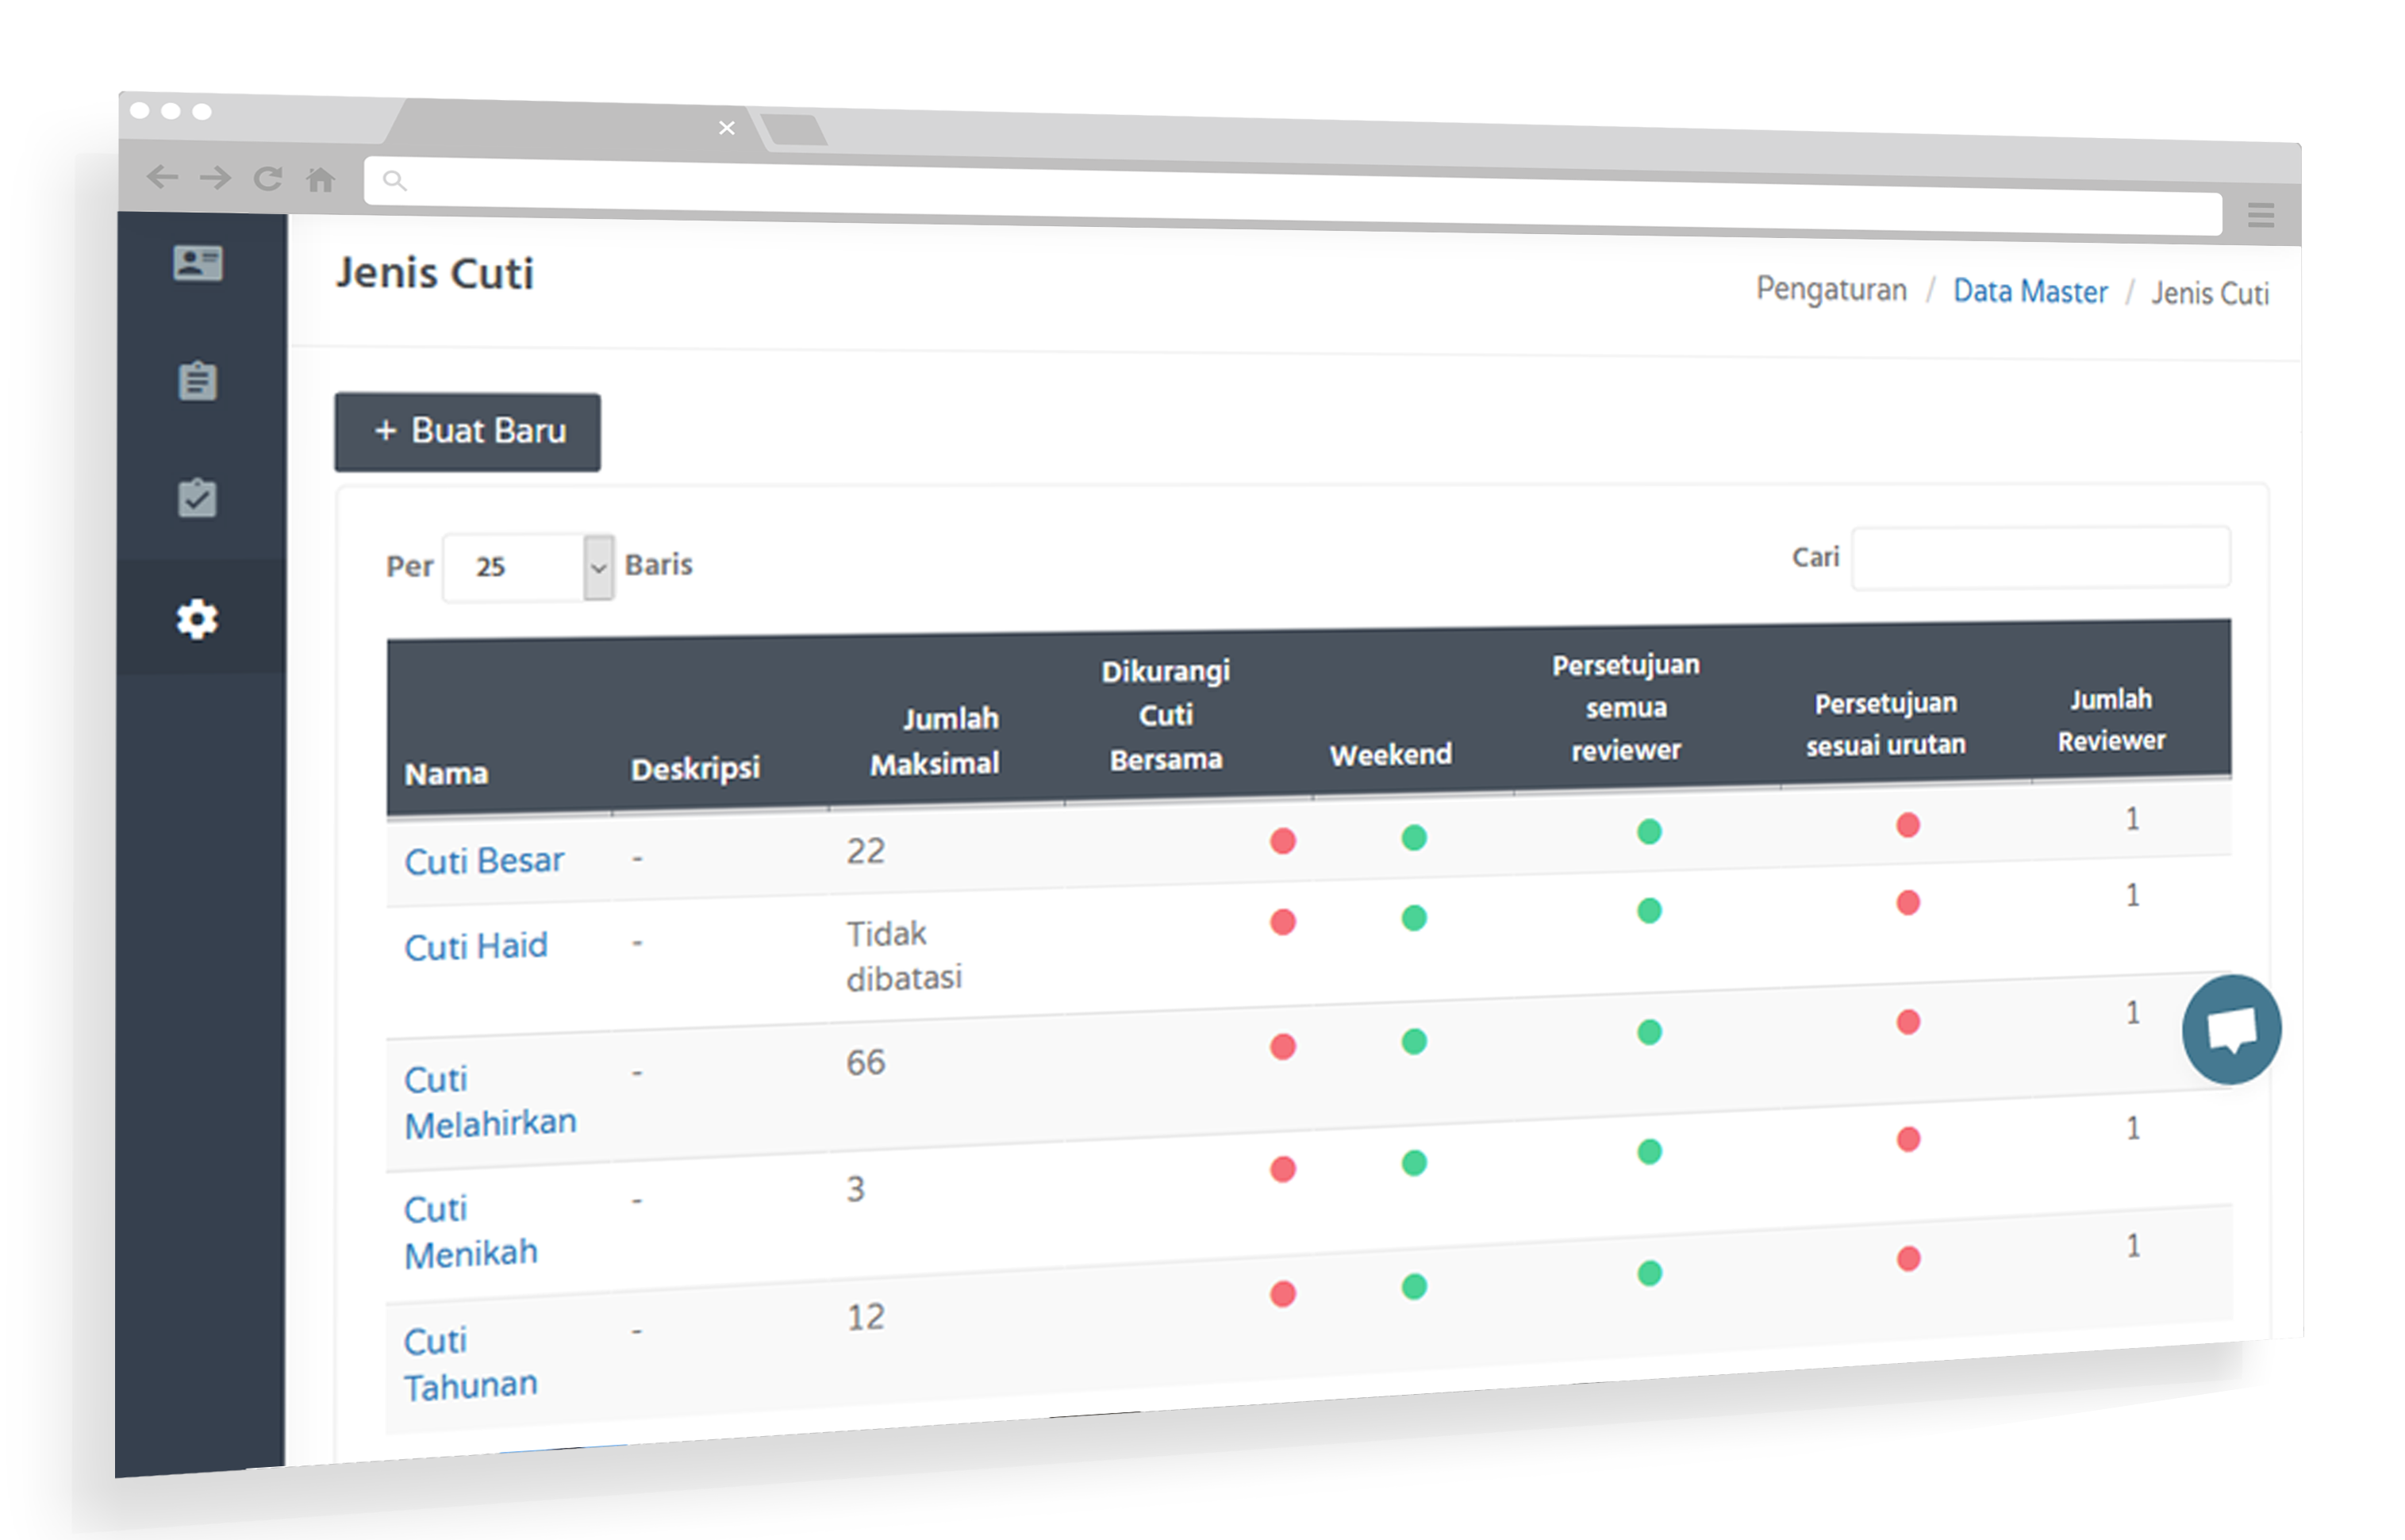 Jenis Cuti
Pengaturan / Data Master / Jenis Cuti
+ Buat Baru
Per 25 Baris
Cari
Nama
Deskripsi
Jumlah
Maksimal
Dikurangi
Cuti
Bersama
Weekend
Persetujuan
semua
reviewer
Persetujuan
sesuai urutan
Jumlah
Reviewer
Cuti Besar - 22 1
Cuti Haid - Tidak 1
dibatasi
Cuti - 66 1
Melahirkan
Cuti - 3 1
Menikah
Cuti - 12 1
Tahunan